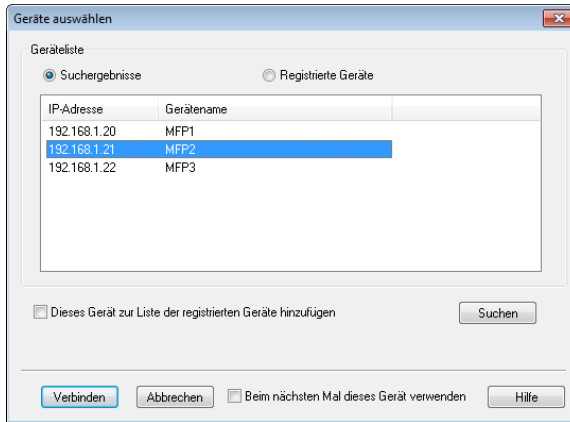 Geräte auswählen
Geräteliste
Suchergebnisse Registrierte Geräte
IP-Adresse Gerätename
192.168.1.20 MFP1
192.168.1.21 MFP2
192.168.1.22 MFP3
Dieses Gerät zur Liste der registrierten Geräte hinzufügen Suchen
Verbinden Abbrechen Beim nächsten Mal dieses Gerät verwenden Hilfe